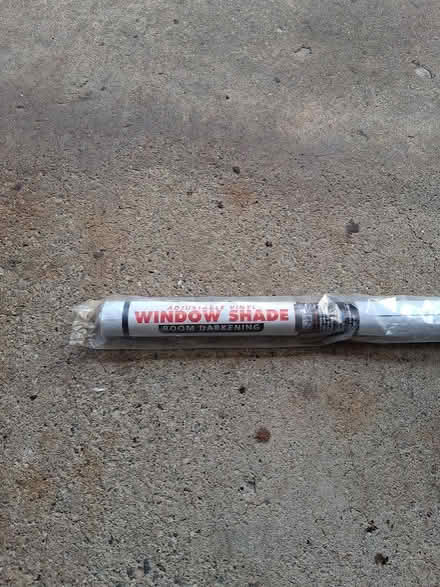 ADJUSTABLE VINYL
WINDOW SHADE
ROOM DARKENING